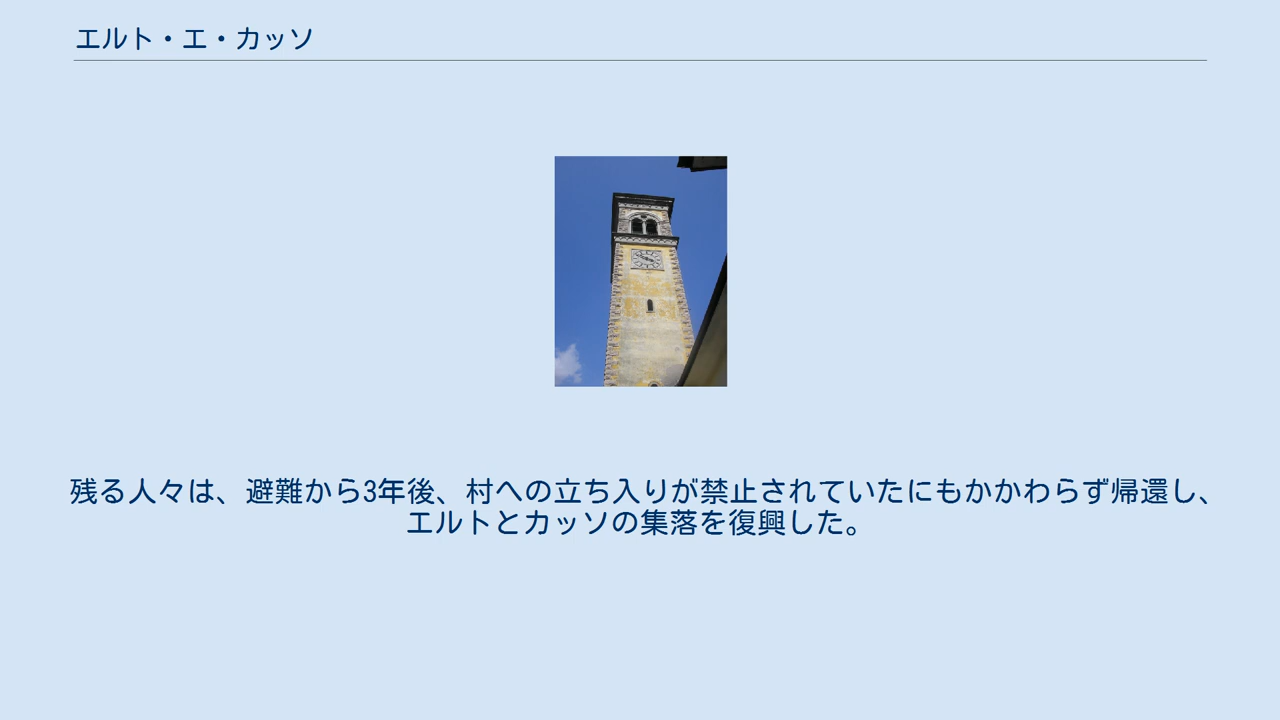 エルト・エ・カッソ
残る人々は、避難から3年後、村への立ち入りが禁止されていたにもかかわらず帰還し、
エルトとカッソの集落を復興した。